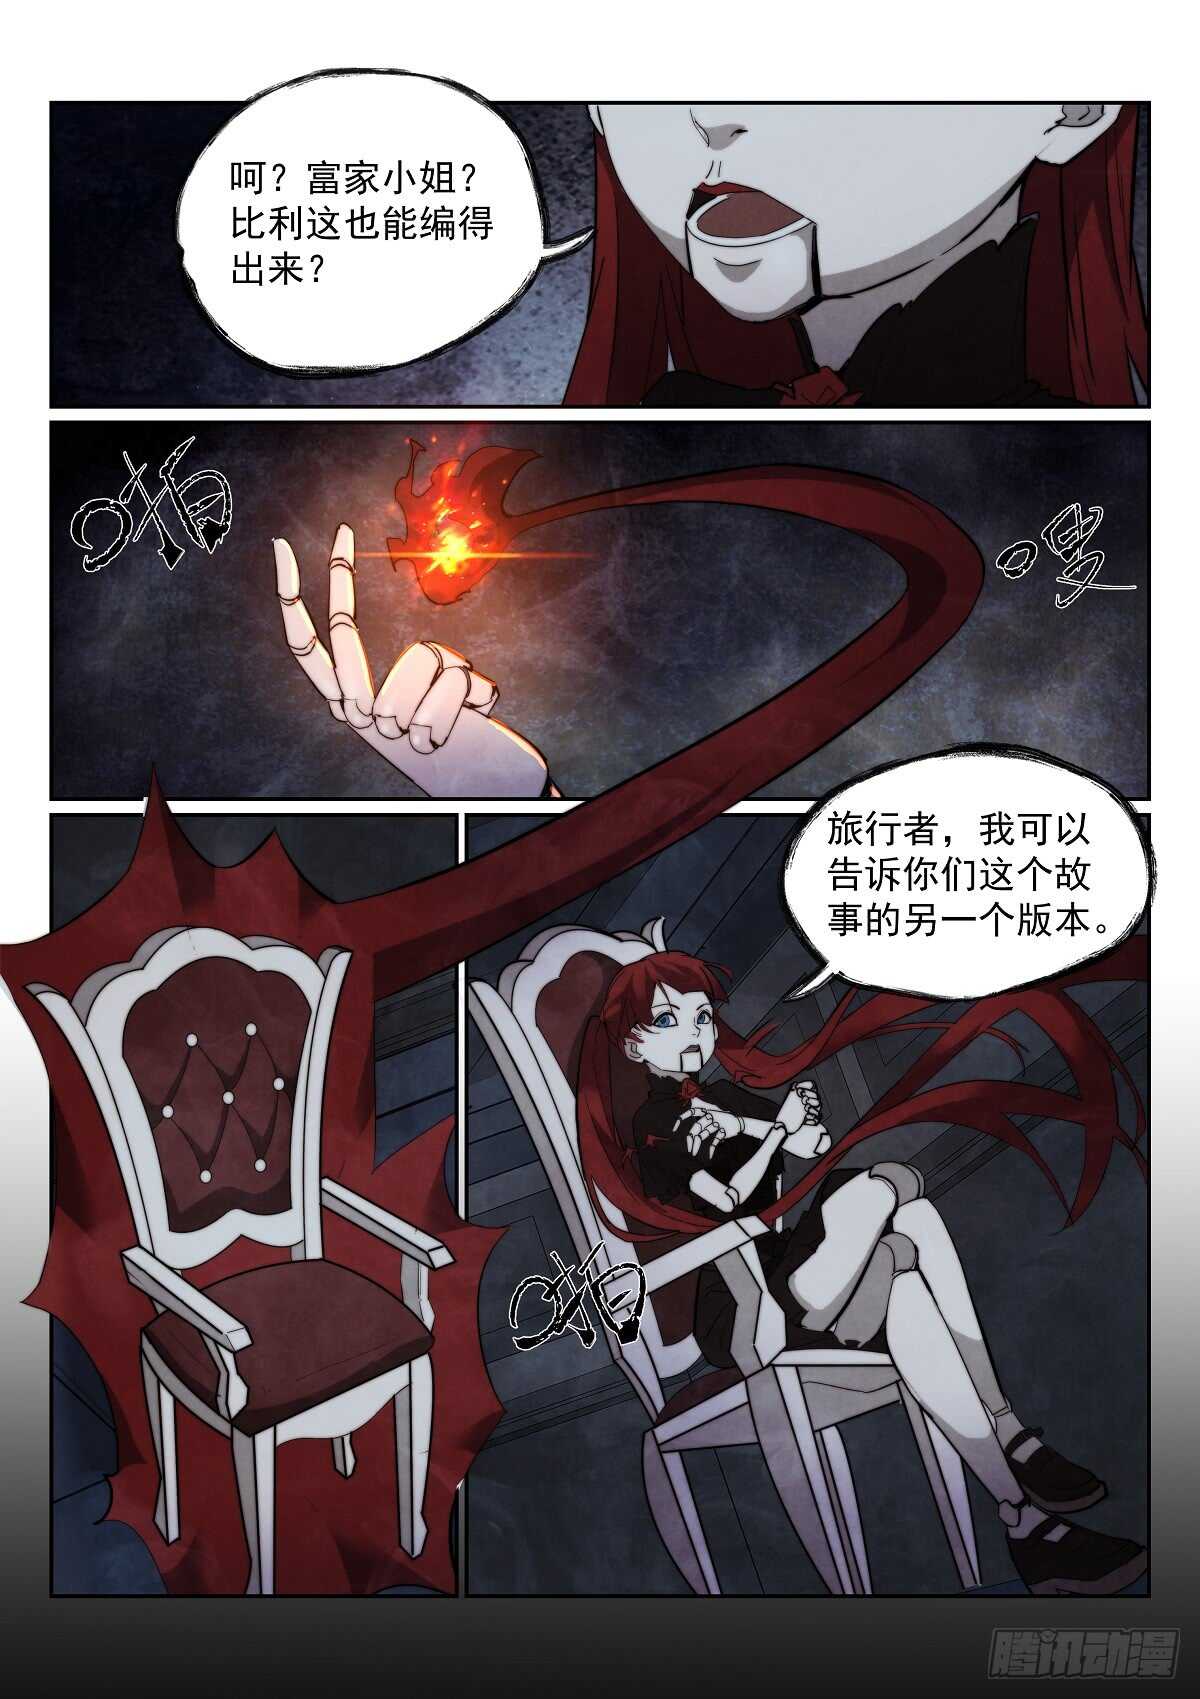 呵？富家小姐？
比利这也能编得
出来？
啪
嗖
旅行者，我可以
告诉你们这个故
事的另一个版本。
啪
腾讯动漫